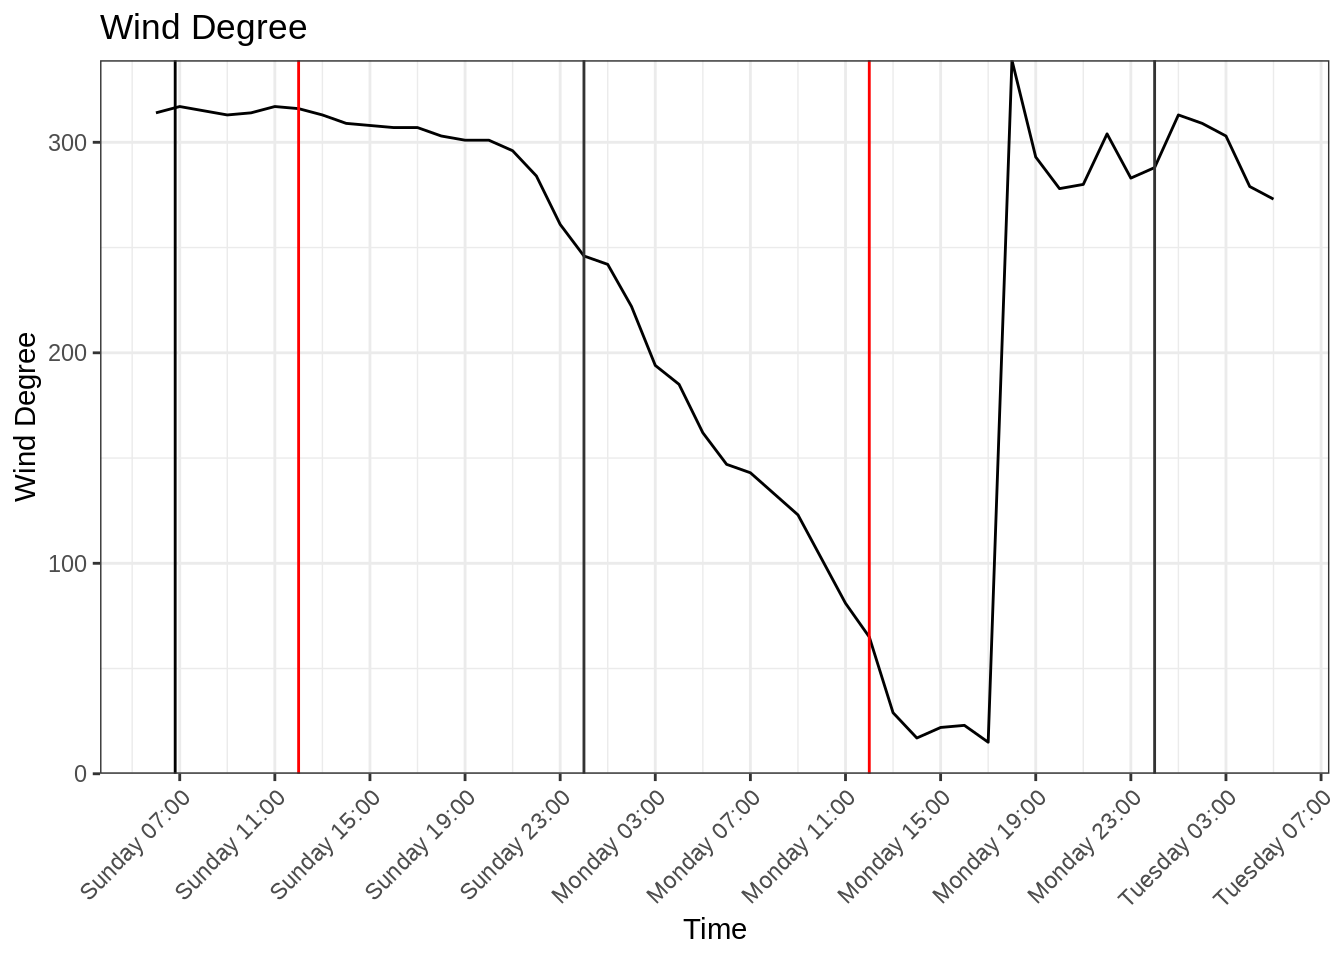 Wind Degree
Wind Degree
300
200
100
0
Sunday 07:00
Sunday 11:00
Sunday 15:00
Sunday 19:00
Sunday 23:00
Monday 03:00
Monday 07:00
Monday 11:00
Monday 15:00
Monday 19:00
Monday 23:00
Tuesday 03:00
Tuesday 07:00
Time